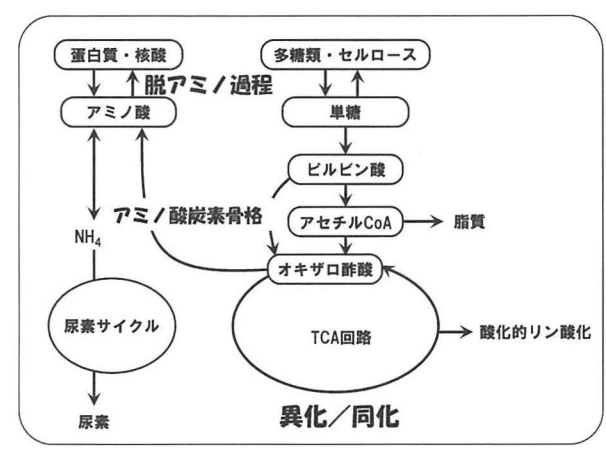 蛋白質・核酸
多糖類・セルロース
脱アミノ過程
アミノ酸
単糖
ピルビン酸
アミノ酸炭素骨格
アセチルCoA
脂質
NH4
オキザロ酢酸
尿素サイクル
TCA回路
酸化的リン酸化
尿素
異化/同化